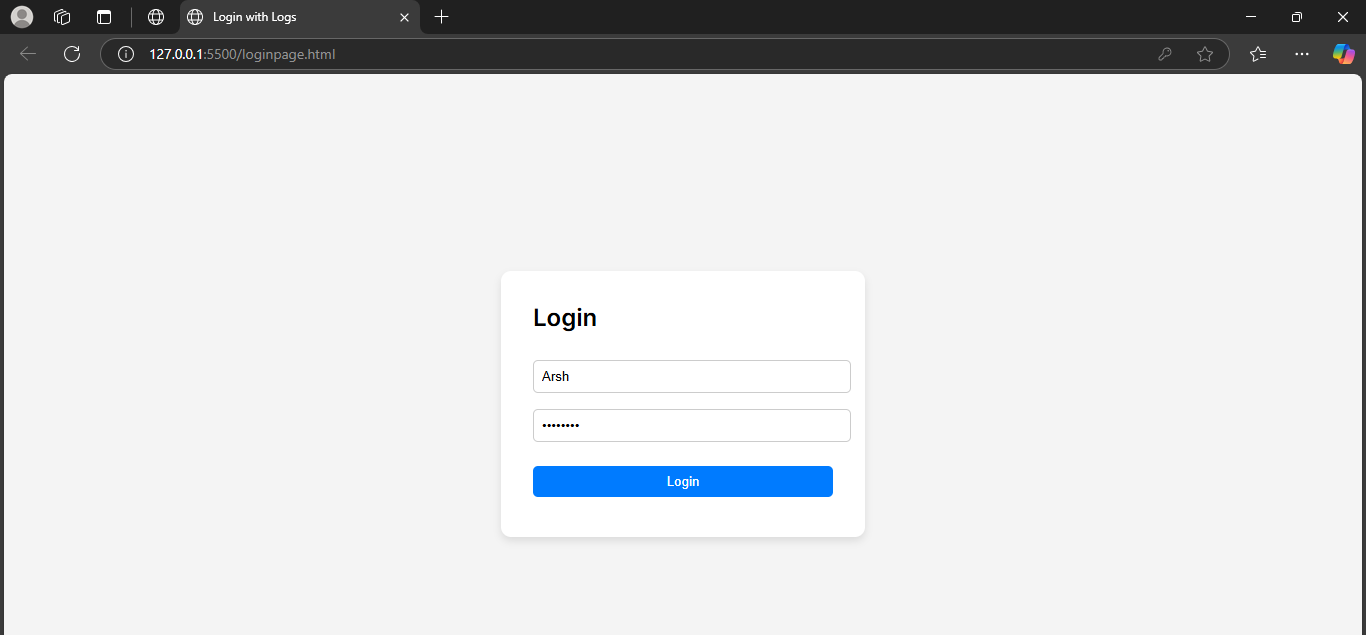 Login with Logs
127.0.0.1:5500/loginpage.html
Login
Arsh
••••••••
Login